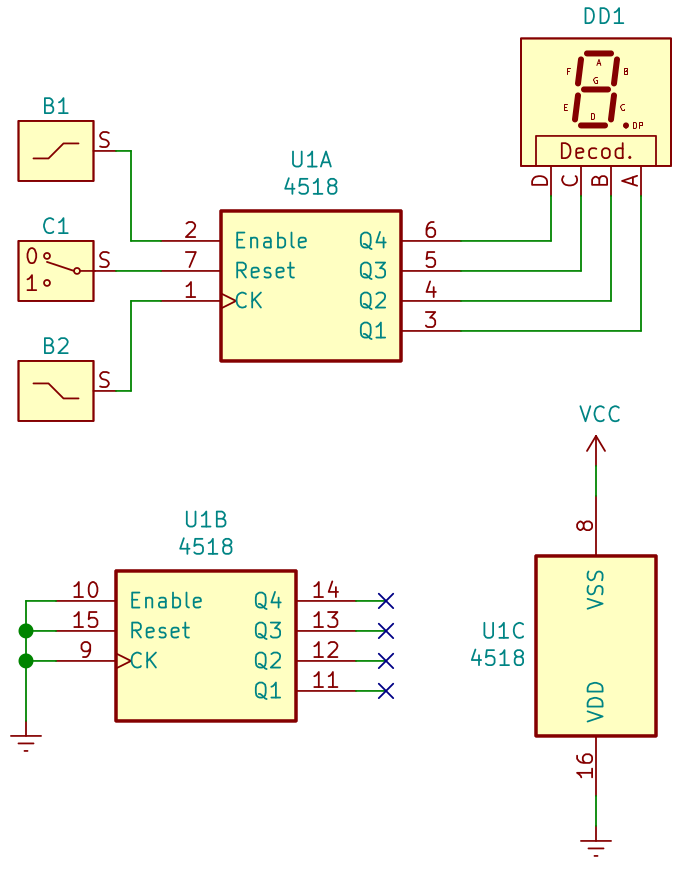 DD1
A
F B
G
E C
D
DP
Decod.
D C B A
B1
S
U1A
4518
C1
0
1
S
2 Enable Q4 6
7 Reset Q3 5
1 CK Q2 4
Q1 3
B2
S
VCC
8
VSS
U1C
4518
VDD
16
U1B
4518
10 Enable Q4 14
15 Reset Q3 13
9 CK Q2 12
Q1 11